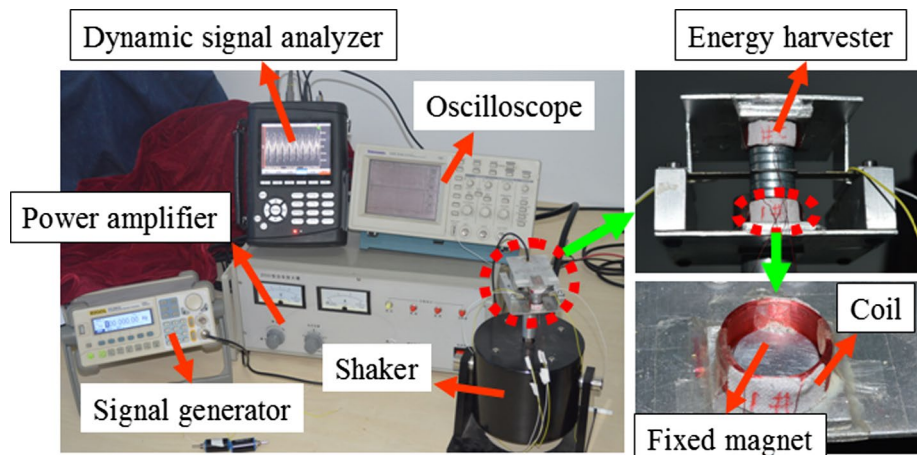 Dynamic signal analyzer
Energy harvester
Oscilloscope
Power amplifier
Coil
Shaker
Signal generator
Fixed magnet